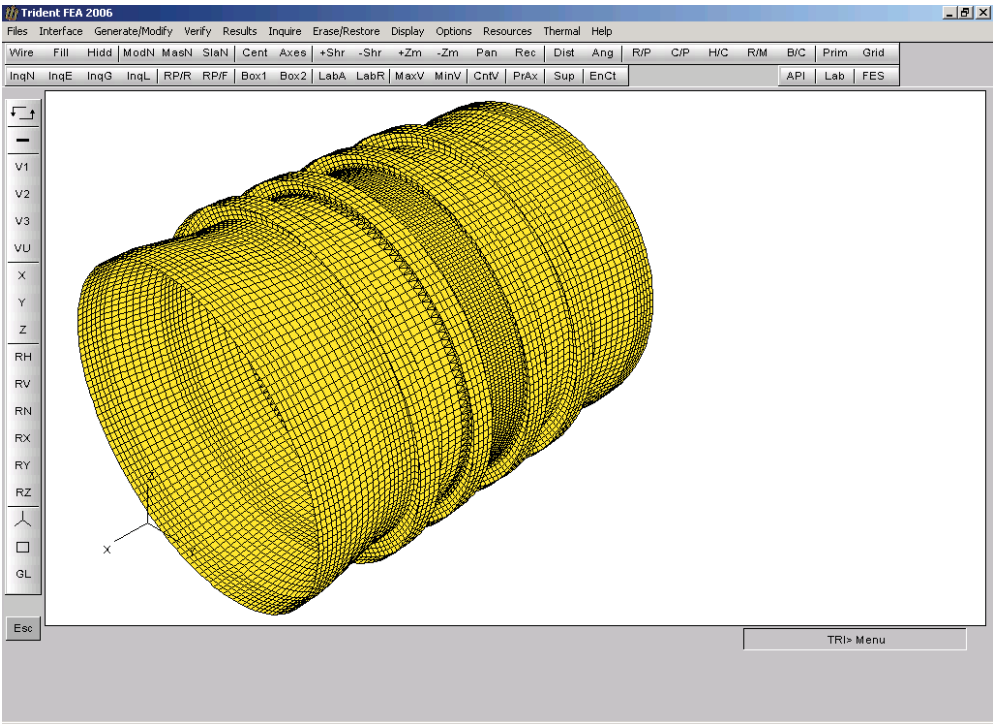 Trident FEA 2006
Files Interface Generate/Modify Verify Results Inquire Erase/Restore Display Options Resources Thermal Help
Wire Fill Hidd ModN MasN SlaN Cent Axes +Shr -Shr +Zm -Zm Pan Rec Dist Ang R/P C/P H/C R/M B/C Prim Grid
InqN InqE InqG InqL RP/R RP/F Box1 Box2 LabA LabR MaxV MinV CntV PrAx Sup EnCt API Lab FES
V1
V2
V3
VU
X
Y
Z
RH
RV
RN
RX
RY
RZ
GL
Esc
X
TRI> Menu